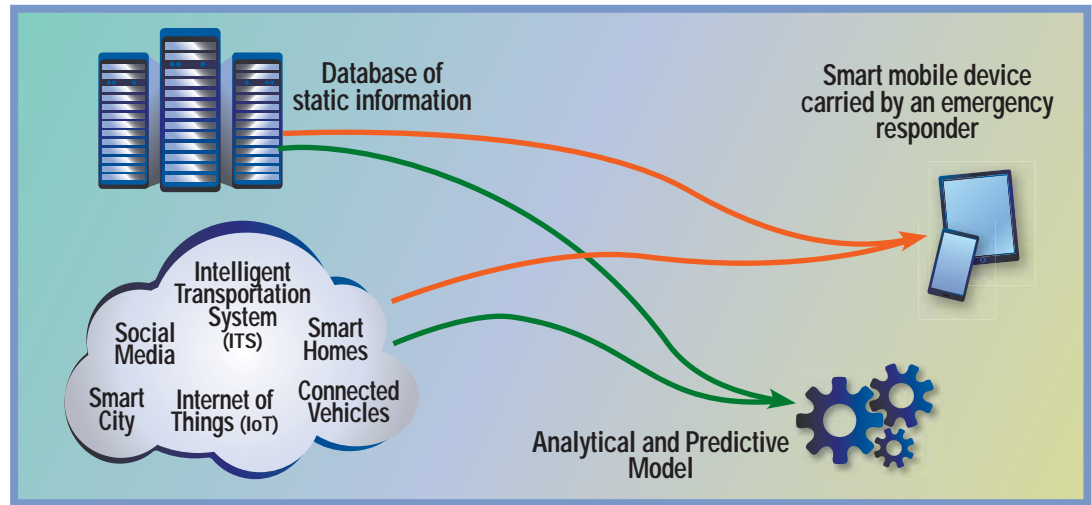 Database of
static information
Smart mobile device
carried by an emergency
responder
Intelligent
Transportation
System
(ITS)
Social
Media
Smart
Homes
Smart
City
Internet of
Things (IoT)
Connected
Vehicles
Analytical and Predictive
Model